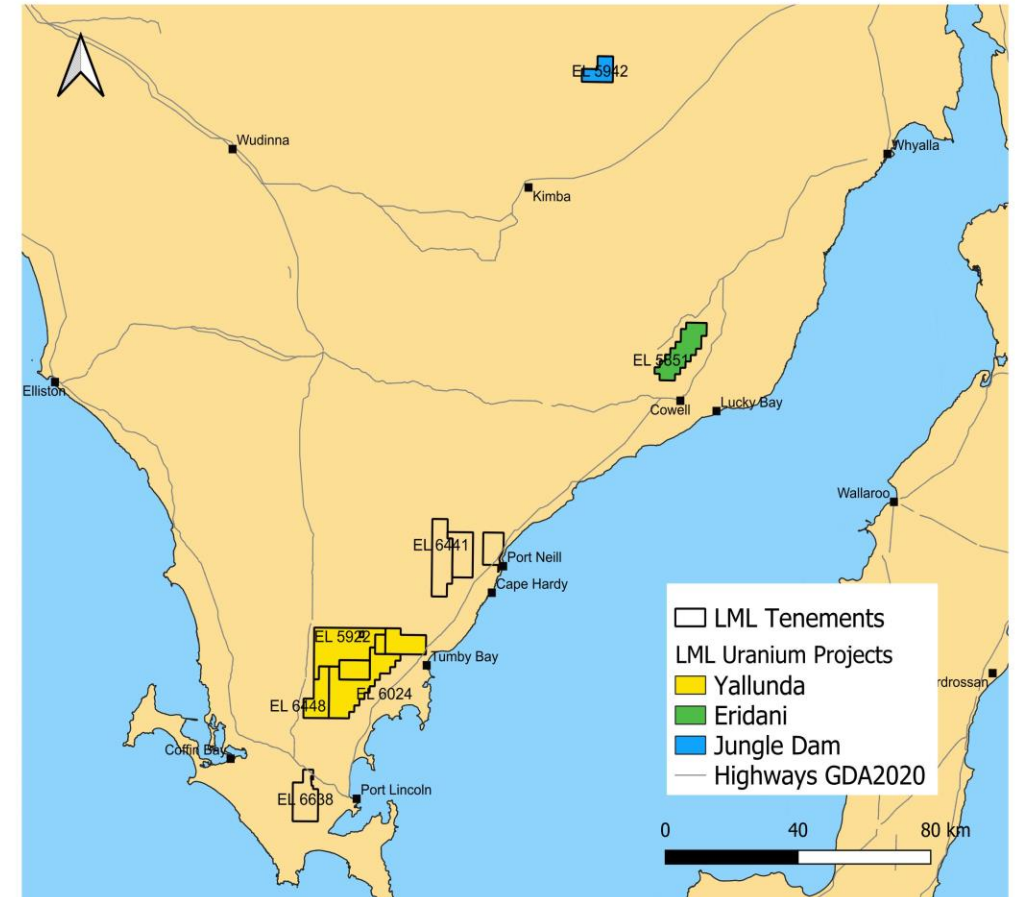 EL 5942
Wudinna
Whyalla
Kimba
EL 5851
Elliston
Cowell
Lucky Bay
Wallaroo
EL 6441
Port Neill
Cape Hardy
EL 5922
Tumby Bay
EL 6024
EL 6448
rdrossan
Coffin Bay
Port Lincoln
EL 6638
LML Tenements
LML Uranium Projects
Yallunda
Eridani
Jungle Dam
Highways GDA2020
0 40 80 km